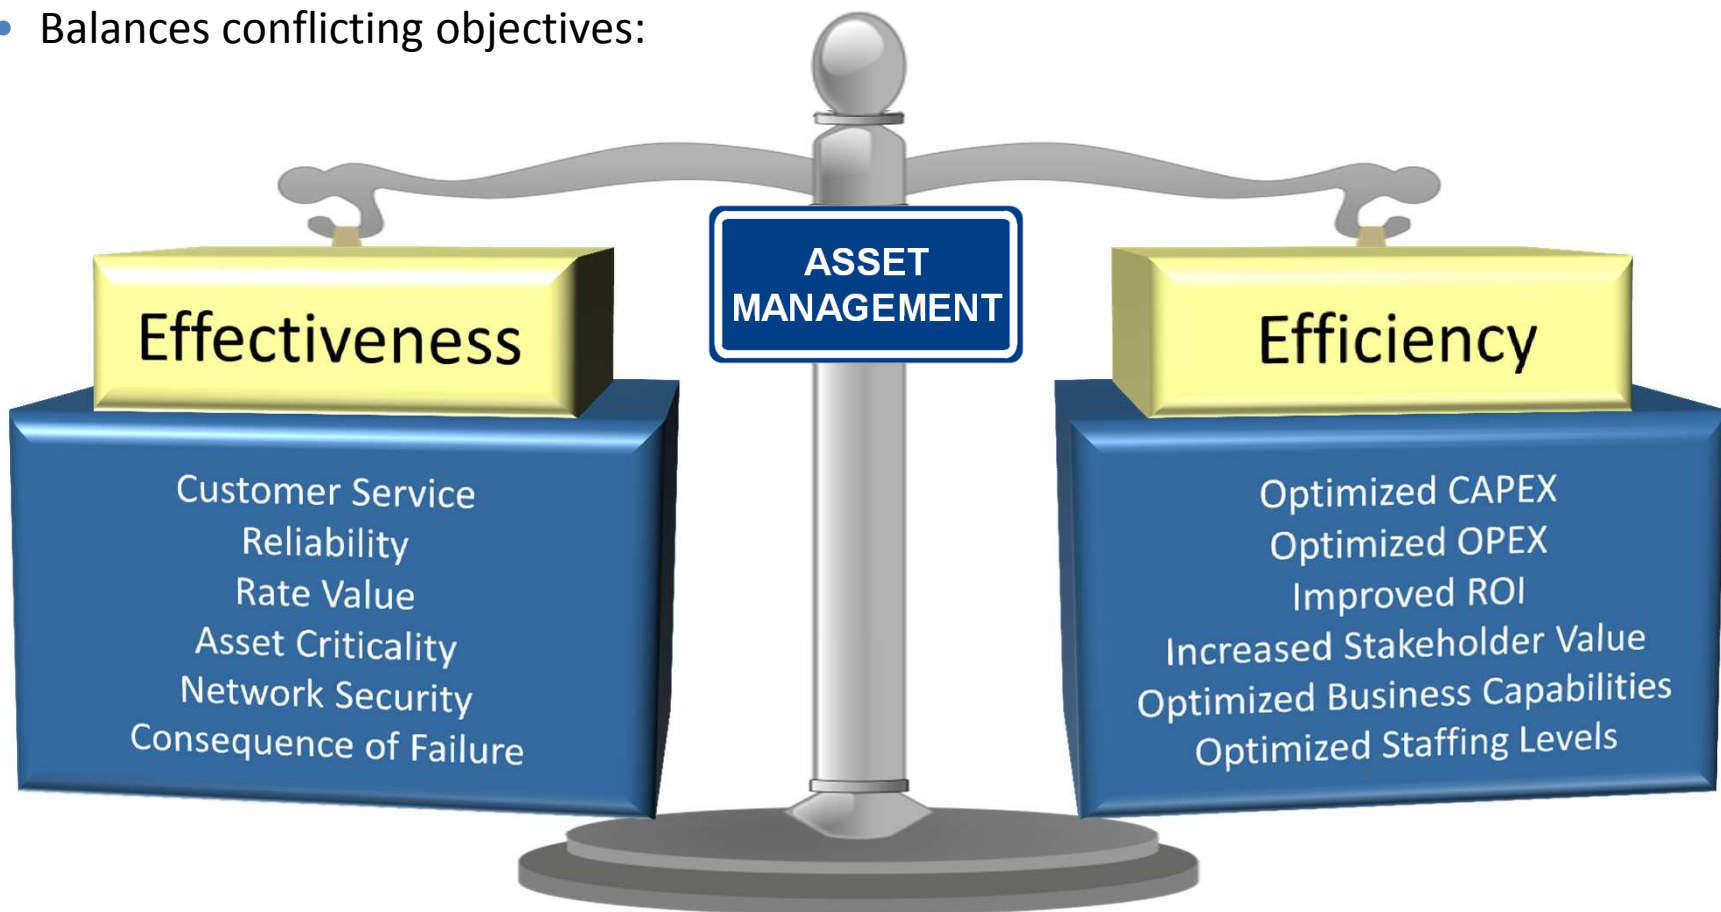 • Balances conflicting objectives:
ASSET
MANAGEMENT
Effectiveness
Customer Service
Reliability
Rate Value
Asset Criticality
Network Security
Consequence of Failure
Efficiency
Optimized CAPEX
Optimized OPEX
Improved ROI
Increased Stakeholder Value
Optimized Business Capabilities
Optimized Staffing Levels